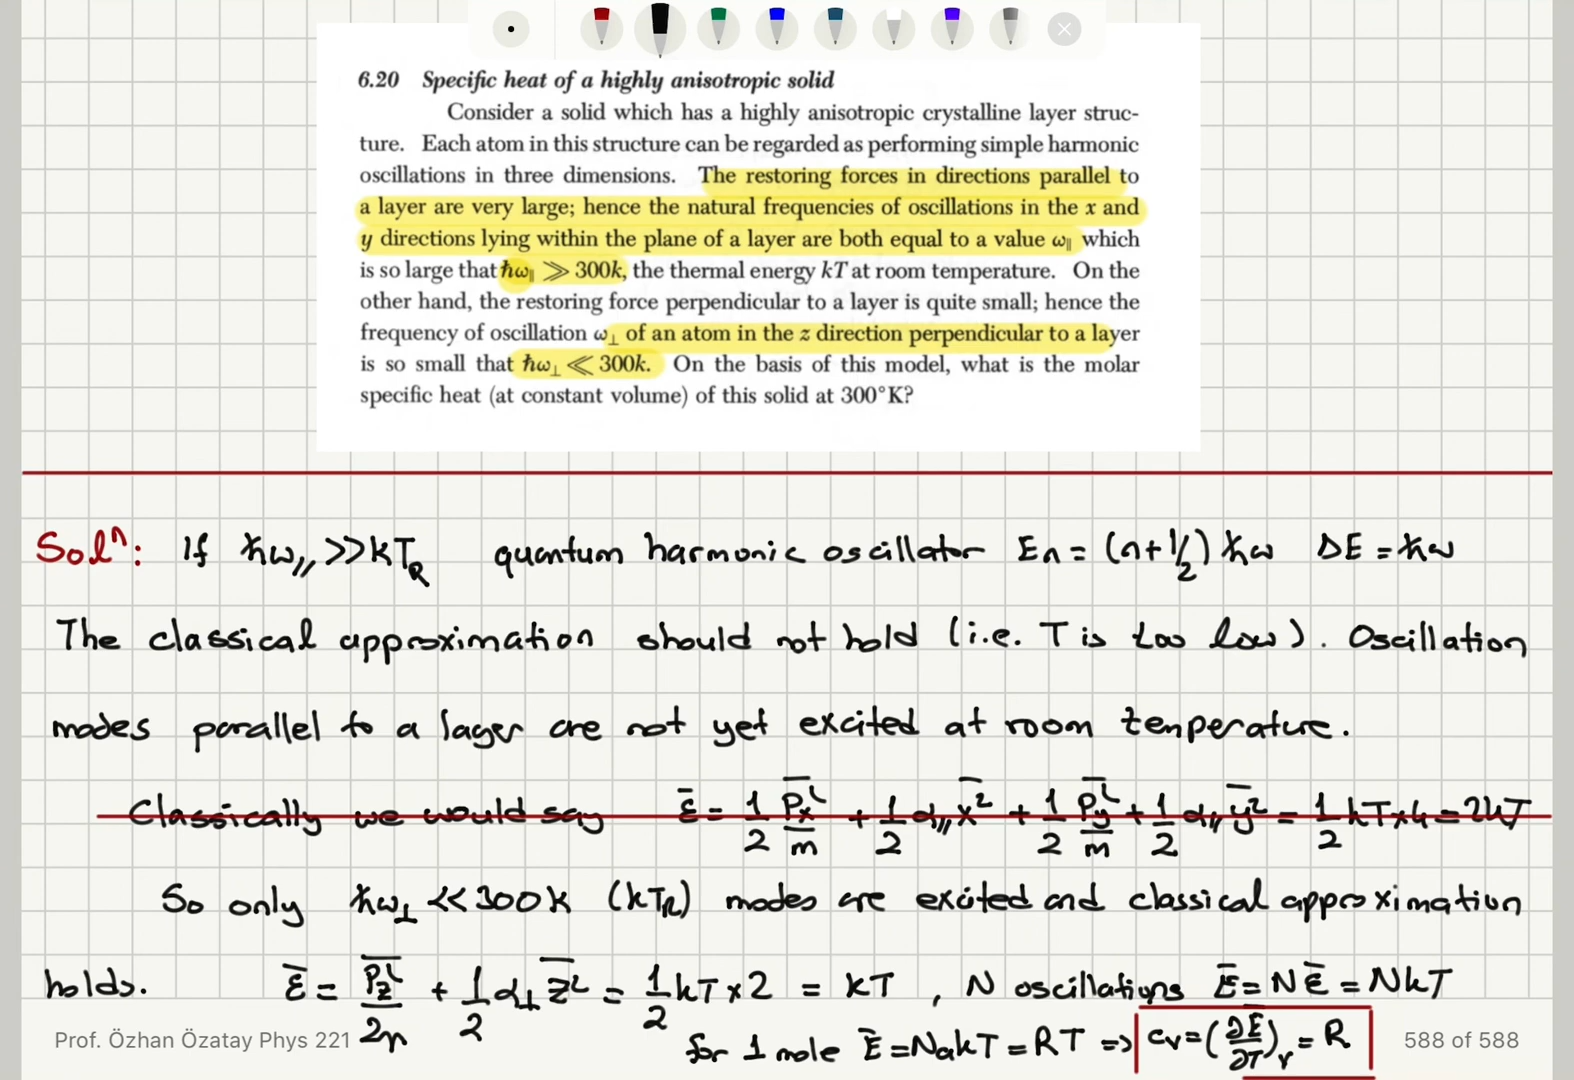 6.20 Specific heat of a highly anisotropic solid
Consider a solid which has a highly anisotropic crystalline layer struc-
ture. Each atom in this structure can be regarded as performing simple harmonic
oscillations in three dimensions. The restoring forces in directions parallel to
a layer are very large; hence the natural frequencies of oscillations in the x and
y directions lying within the plane of a layer are both equal to a value ω∥ which
is so large that ħω∥ ≫ 300k, the thermal energy kT at room temperature. On the
other hand, the restoring force perpendicular to a layer is quite small; hence the
frequency of oscillation ω⊥ of an atom in the z direction perpendicular to a layer
is so small that ħω⊥ ≪ 300k. On the basis of this model, what is the molar
specific heat (at constant volume) of this solid at 300°K?
Solⁿ: If ħω∥ >> kT_R quantum harmonic oscillator En = (n+1/2) ħω ΔE = ħω
The classical approximation should not hold (i.e. T is too low). Oscillation
modes parallel to a layer are not yet excited at room temperature.
Classically we would say ε̄ = 1/2 p̄x²/m + 1/2 α∥ x̄² + 1/2 p̄y²/m + 1/2 α∥ ȳ² = 1/2 kT x 4 = 2kT
So only ħω⊥ << 300k (kT_R) modes are excited and classical approximation
holds. ε̄ = p̄z²/2m + 1/2 α⊥ z̄² = 1/2 kT x 2 = kT , N oscillations Ē = Nε̄ = NkT
for 1 mole Ē = NakT = RT => cv = (∂Ē/∂T)v = R
Prof. Özhan Özatay Phys 221
588 of 588